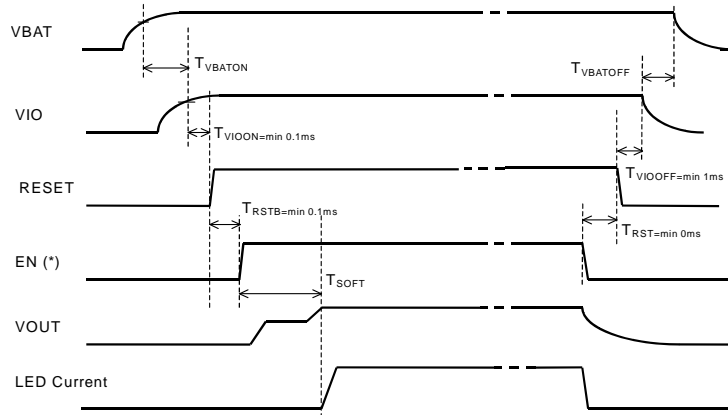 VBAT
TVBATON
TVBATOFF
VIO
TVIOON=min 0.1ms
TVIOOFF=min 1ms
RESET
TRSTB=min 0.1ms
TRST=min 0ms
EN (*)
TSOFT
VOUT
LED Current